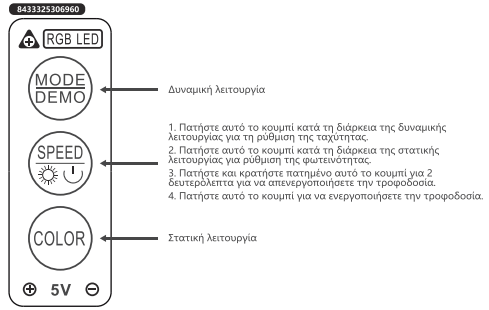 8433325306960
RGB LED
MODE
DEMO
Δυναμική λειτουργία
1. Πατήστε αυτό το κουμπί κατά τη διάρκεια της δυναμικής
λειτουργίας για τη ρύθμιση της ταχύτητας.
2. Πατήστε αυτό το κουμπί κατά τη διάρκεια της στατικής
λειτουργίας για ρύθμιση της φωτεινότητας.
3. Πατήστε και κρατήστε πατημένο αυτό το κουμπί για 2
δευτερόλεπτα για να απενεργοποιήσετε την τροφοδοσία.
4. Πατήστε αυτό το κουμπί για να ενεργοποιήσετε την τροφοδοσία.
SPEED
COLOR
Στατική λειτουργία
5V